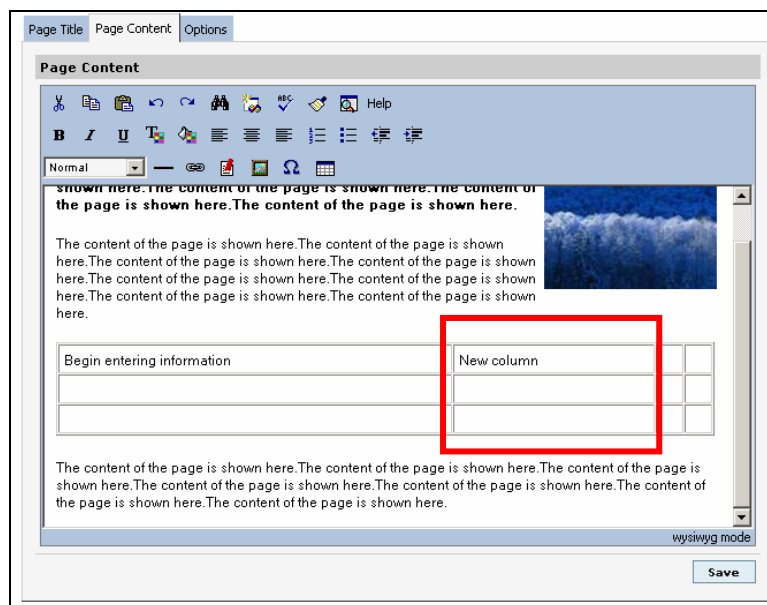 Page Title Page Content Options
Page Content
ABC
Help
B I U T
Normal Ω
shown here.The content of the page is shown here.The content of
the page is shown here.The content of the page is shown here.
The content of the page is shown here.The content of the page is shown
here.The content of the page is shown here.The content of the page is shown
here.The content of the page is shown here.The content of the page is shown
here.The content of the page is shown here.The content of the page is shown
here.
Begin entering information New column
The content of the page is shown here.The content of the page is shown here.The content of the page is
shown here.The content of the page is shown here.The content of the page is shown here.The content of
the page is shown here.The content of the page is shown here.
wysiwyg mode
Save